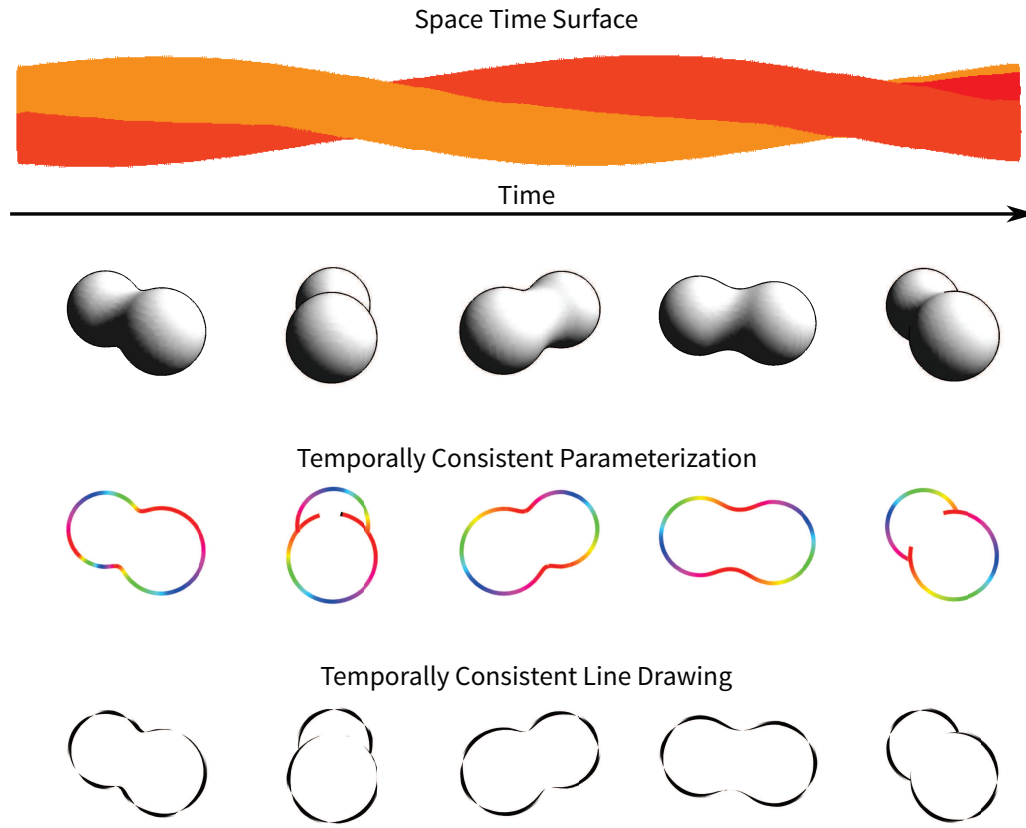 Space Time Surface
Time
Temporally Consistent Parameterization
Temporally Consistent Line Drawing